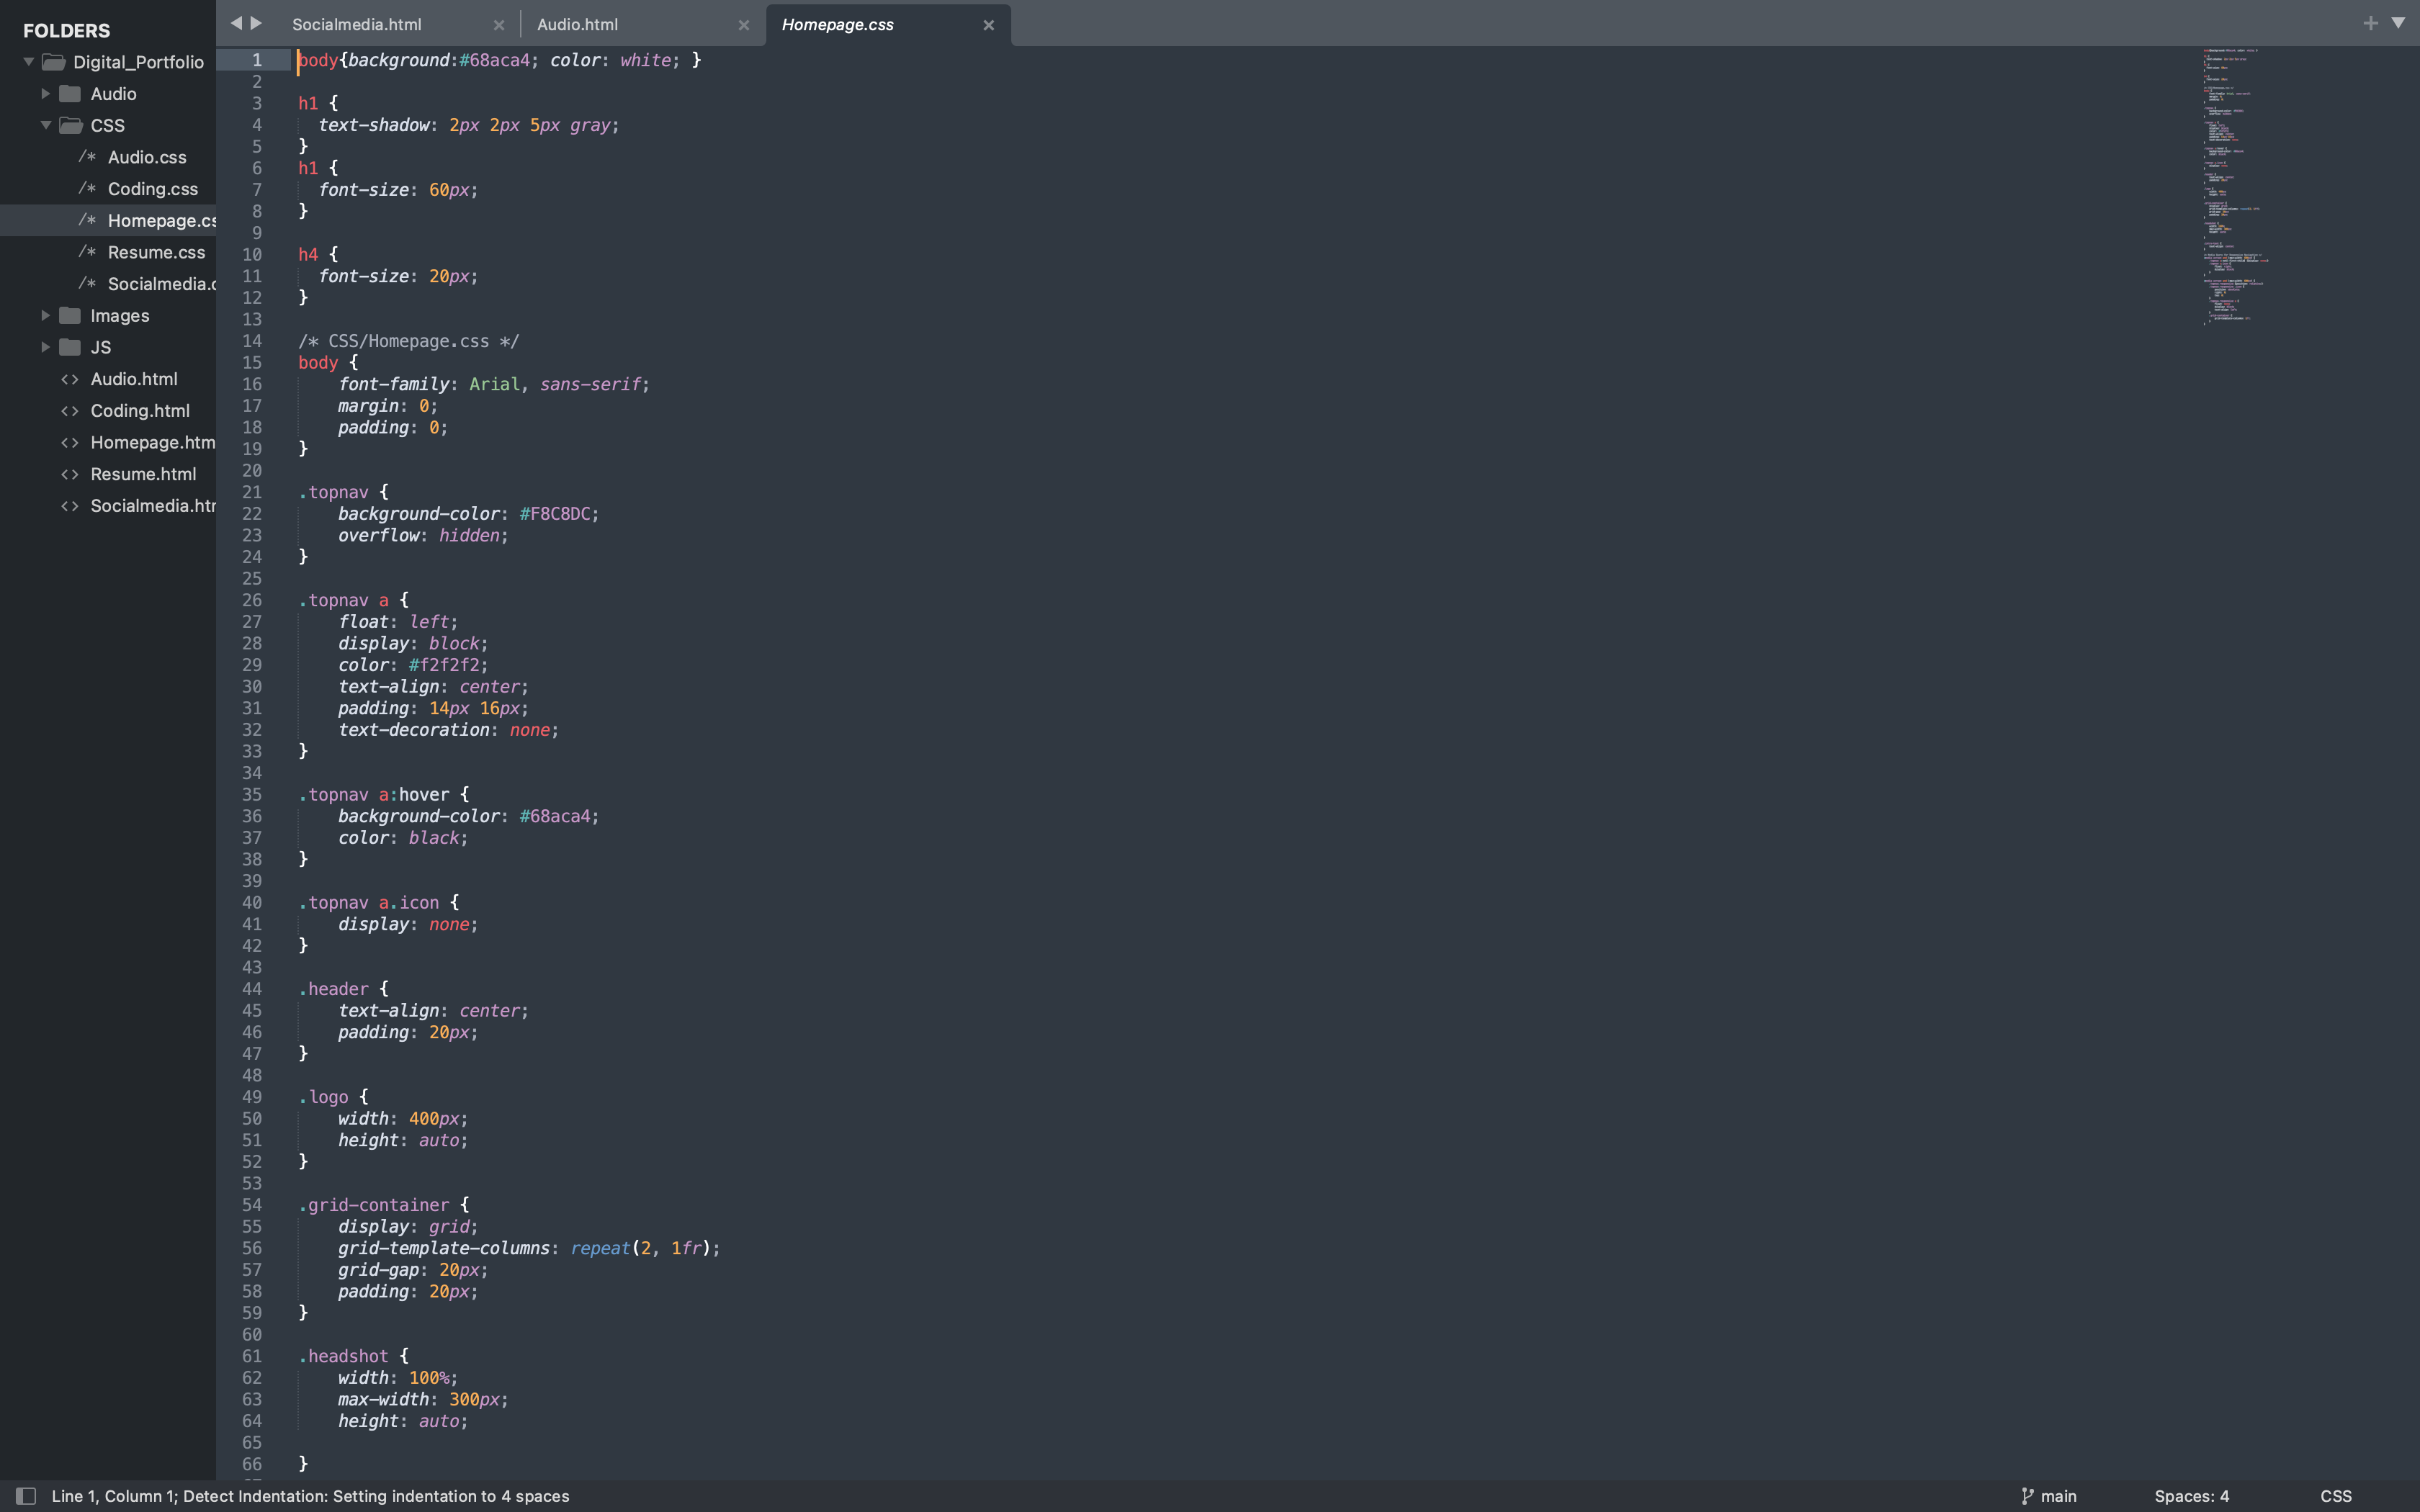 FOLDERS
Digital_Portfolio
Audio
CSS
/* Audio.css
/* Coding.css
/* Homepage.cs
/* Resume.css
/* Socialmedia.c
Images
JS
<> Audio.html
<> Coding.html
<> Homepage.htm
<> Resume.html
<> Socialmedia.htm
Socialmedia.html × Audio.html × Homepage.css ×
1 body{background:#68aca4; color: white; }
2
3 h1 {
4   text-shadow: 2px 2px 5px gray;
5 }
6 h1 {
7   font-size: 60px;
8 }
9
10 h4 {
11   font-size: 20px;
12 }
13
14 /* CSS/Homepage.css */
15 body {
16     font-family: Arial, sans-serif;
17     margin: 0;
18     padding: 0;
19 }
20
21 .topnav {
22     background-color: #F8C8DC;
23     overflow: hidden;
24 }
25
26 .topnav a {
27     float: left;
28     display: block;
29     color: #f2f2f2;
30     text-align: center;
31     padding: 14px 16px;
32     text-decoration: none;
33 }
34
35 .topnav a:hover {
36     background-color: #68aca4;
37     color: black;
38 }
39
40 .topnav a.icon {
41     display: none;
42 }
43
44 .header {
45     text-align: center;
46     padding: 20px;
47 }
48
49 .logo {
50     width: 400px;
51     height: auto;
52 }
53
54 .grid-container {
55     display: grid;
56     grid-template-columns: repeat(2, 1fr);
57     grid-gap: 20px;
58     padding: 20px;
59 }
60
61 .headshot {
62     width: 100%;
63     max-width: 300px;
64     height: auto;
65
66 }
Line 1, Column 1; Detect Indentation: Setting indentation to 4 spaces
main
Spaces: 4
CSS